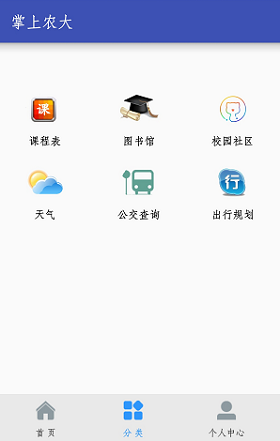 掌上农大
课
课程表 图书馆 校园社区
行
天气 公交查询 出行规划
首页 分类 个人中心